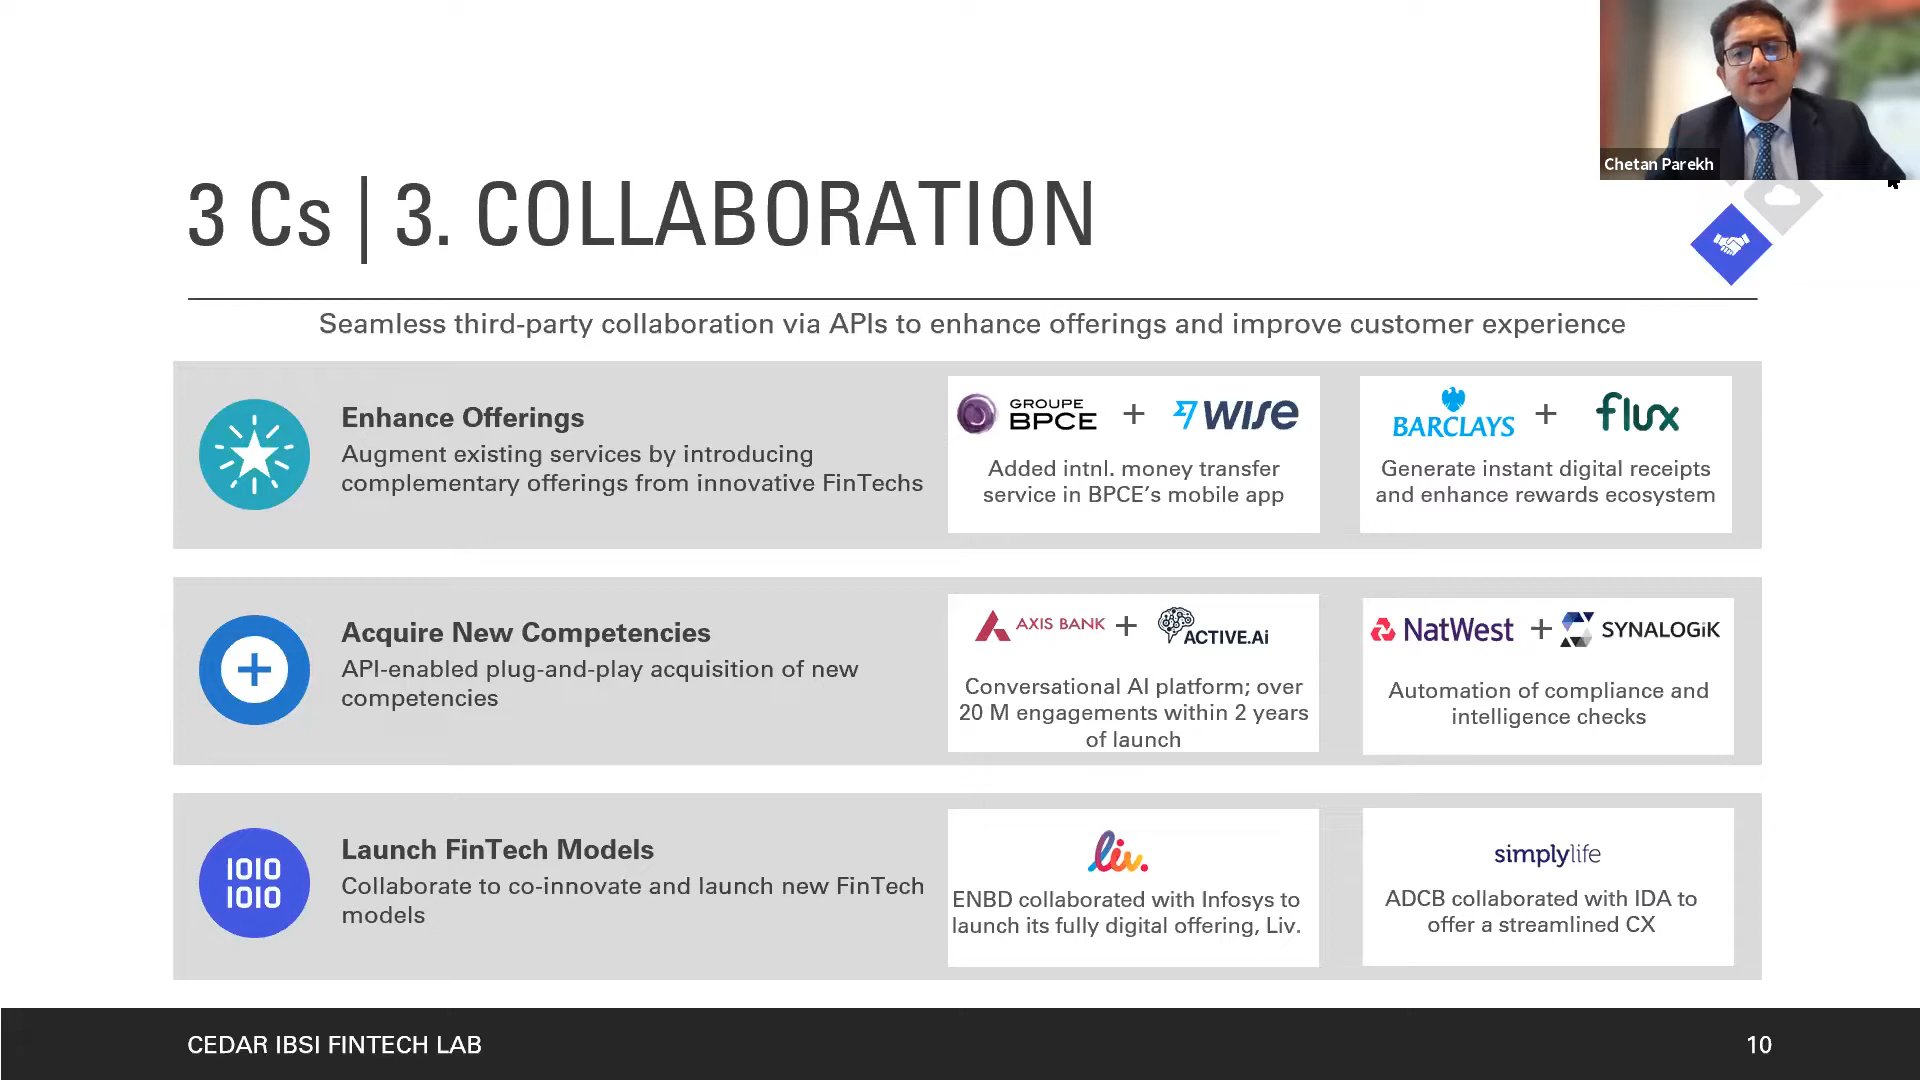 Chetan Parekh
3 Cs | 3. COLLABORATION
Seamless third-party collaboration via APIs to enhance offerings and improve customer experience
Enhance Offerings
Augment existing services by introducing
complementary offerings from innovative FinTechs
GROUPE
BPCE + WISE
Added intnl. money transfer
service in BPCE's mobile app
BARCLAYS + flux
Generate instant digital receipts
and enhance rewards ecosystem
Acquire New Competencies
API-enabled plug-and-play acquisition of new
competencies
AXIS BANK + ACTIVE.Ai
Conversational AI platform; over
20 M engagements within 2 years
of launch
NatWest + SYNALOGiK
Automation of compliance and
intelligence checks
1010
1010
Launch FinTech Models
Collaborate to co-innovate and launch new FinTech
models
liv.
ENBD collaborated with Infosys to
launch its fully digital offering, Liv.
simplylife
ADCB collaborated with IDA to
offer a streamlined CX
CEDAR IBSI FINTECH LAB
10